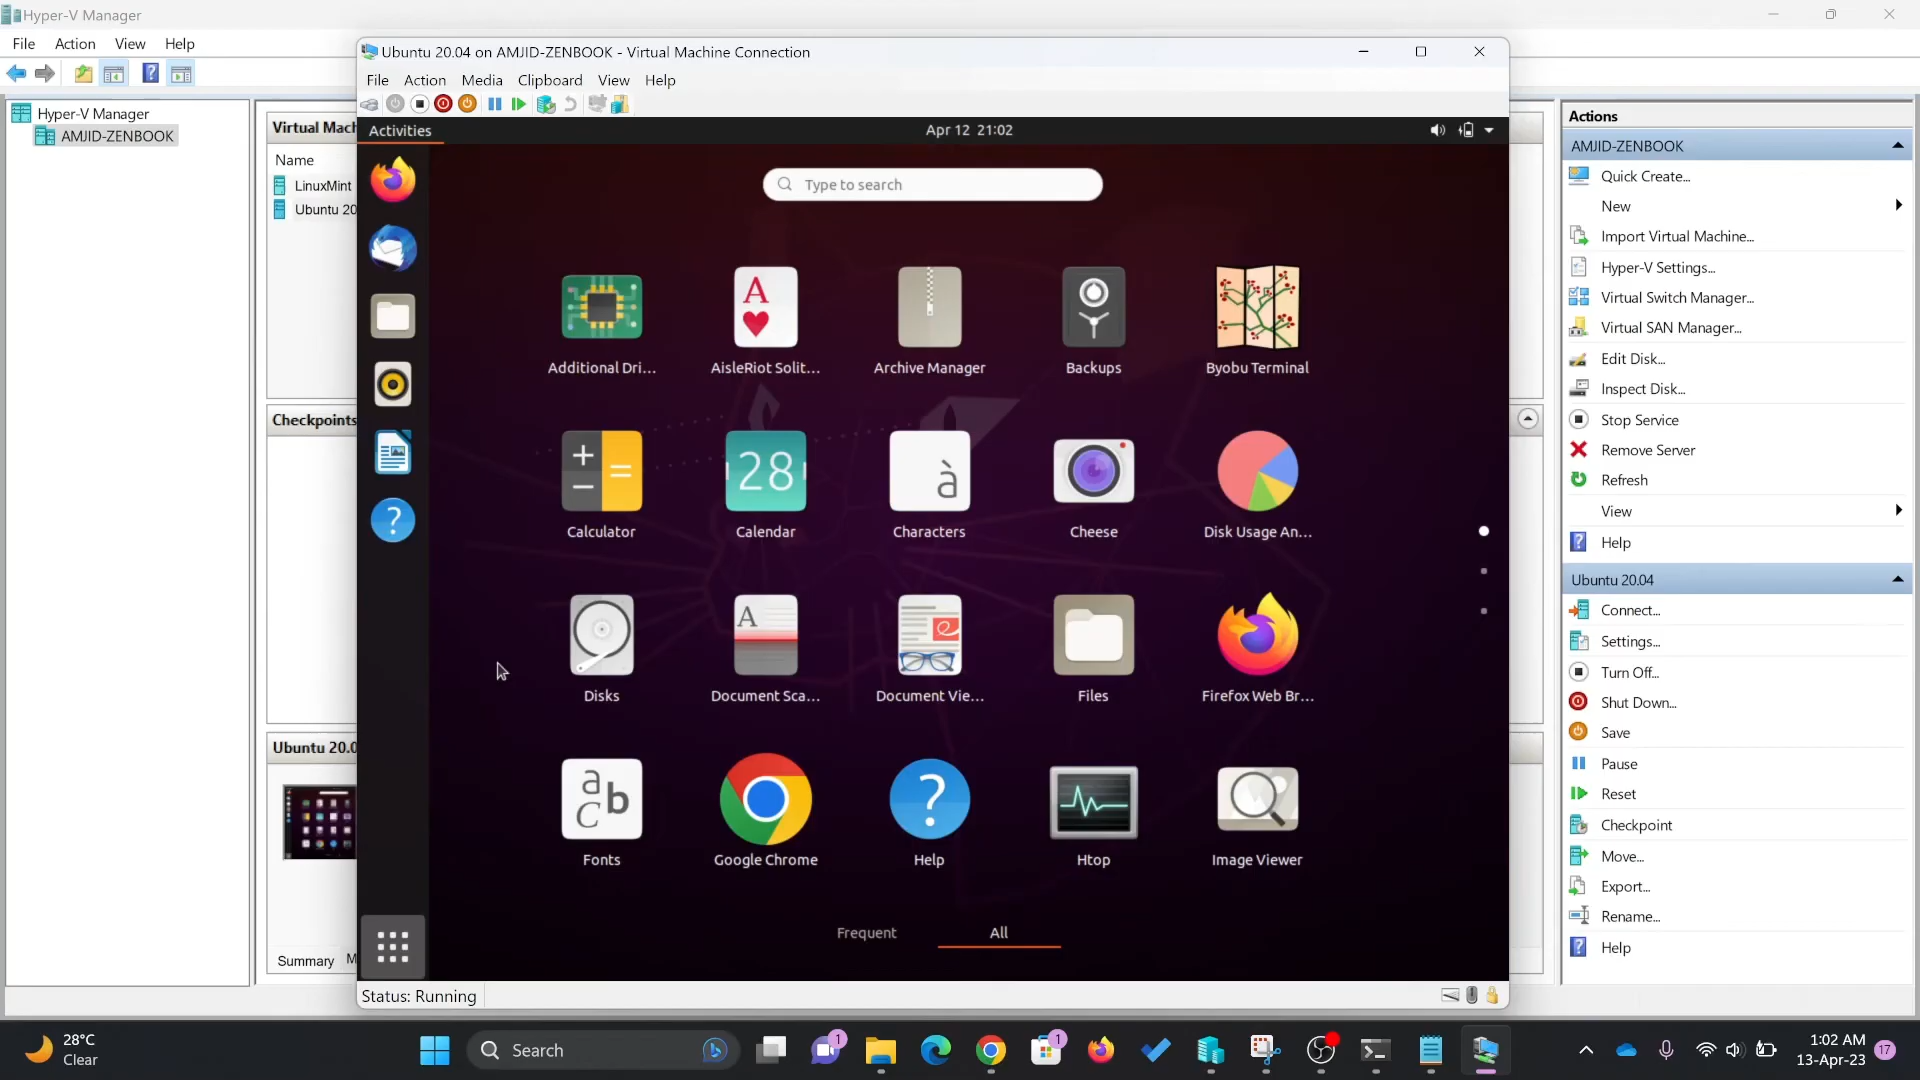 Hyper-V Manager
File Action View Help
Hyper-V Manager
AMJID-ZENBOOK
Virtual Mach
Name
LinuxMint
Ubuntu 20
Checkpoints
Ubuntu 20.0
Summary M
Ubuntu 20.04 on AMJID-ZENBOOK - Virtual Machine Connection
File Action Media Clipboard View Help
Activities
Apr 12 21:02
Type to search
Additional Dri...
AisleRiot Solit...
Archive Manager
Backups
Byobu Terminal
Calculator
Calendar
28
Characters
Cheese
Disk Usage An...
Disks
Document Sca...
Document Vie...
Files
Firefox Web Br...
Fonts
Google Chrome
Help
Htop
Image Viewer
Frequent
All
Status: Running
Actions
AMJID-ZENBOOK
Quick Create...
New
Import Virtual Machine...
Hyper-V Settings...
Virtual Switch Manager...
Virtual SAN Manager...
Edit Disk...
Inspect Disk...
Stop Service
Remove Server
Refresh
View
Help
Ubuntu 20.04
Connect...
Settings...
Turn Off...
Shut Down...
Save
Pause
Reset
Checkpoint
Move...
Export...
Rename...
Help
28°C
Clear
Search
1
1
1:02 AM
13-Apr-23
17